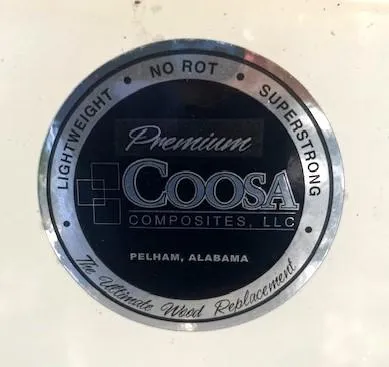 LIGHTWEIGHT • NO ROT • SUPERSTRONG
Premium
COOSA
COMPOSITES, LLC
PELHAM, ALABAMA
The Ultimate Wood Replacement